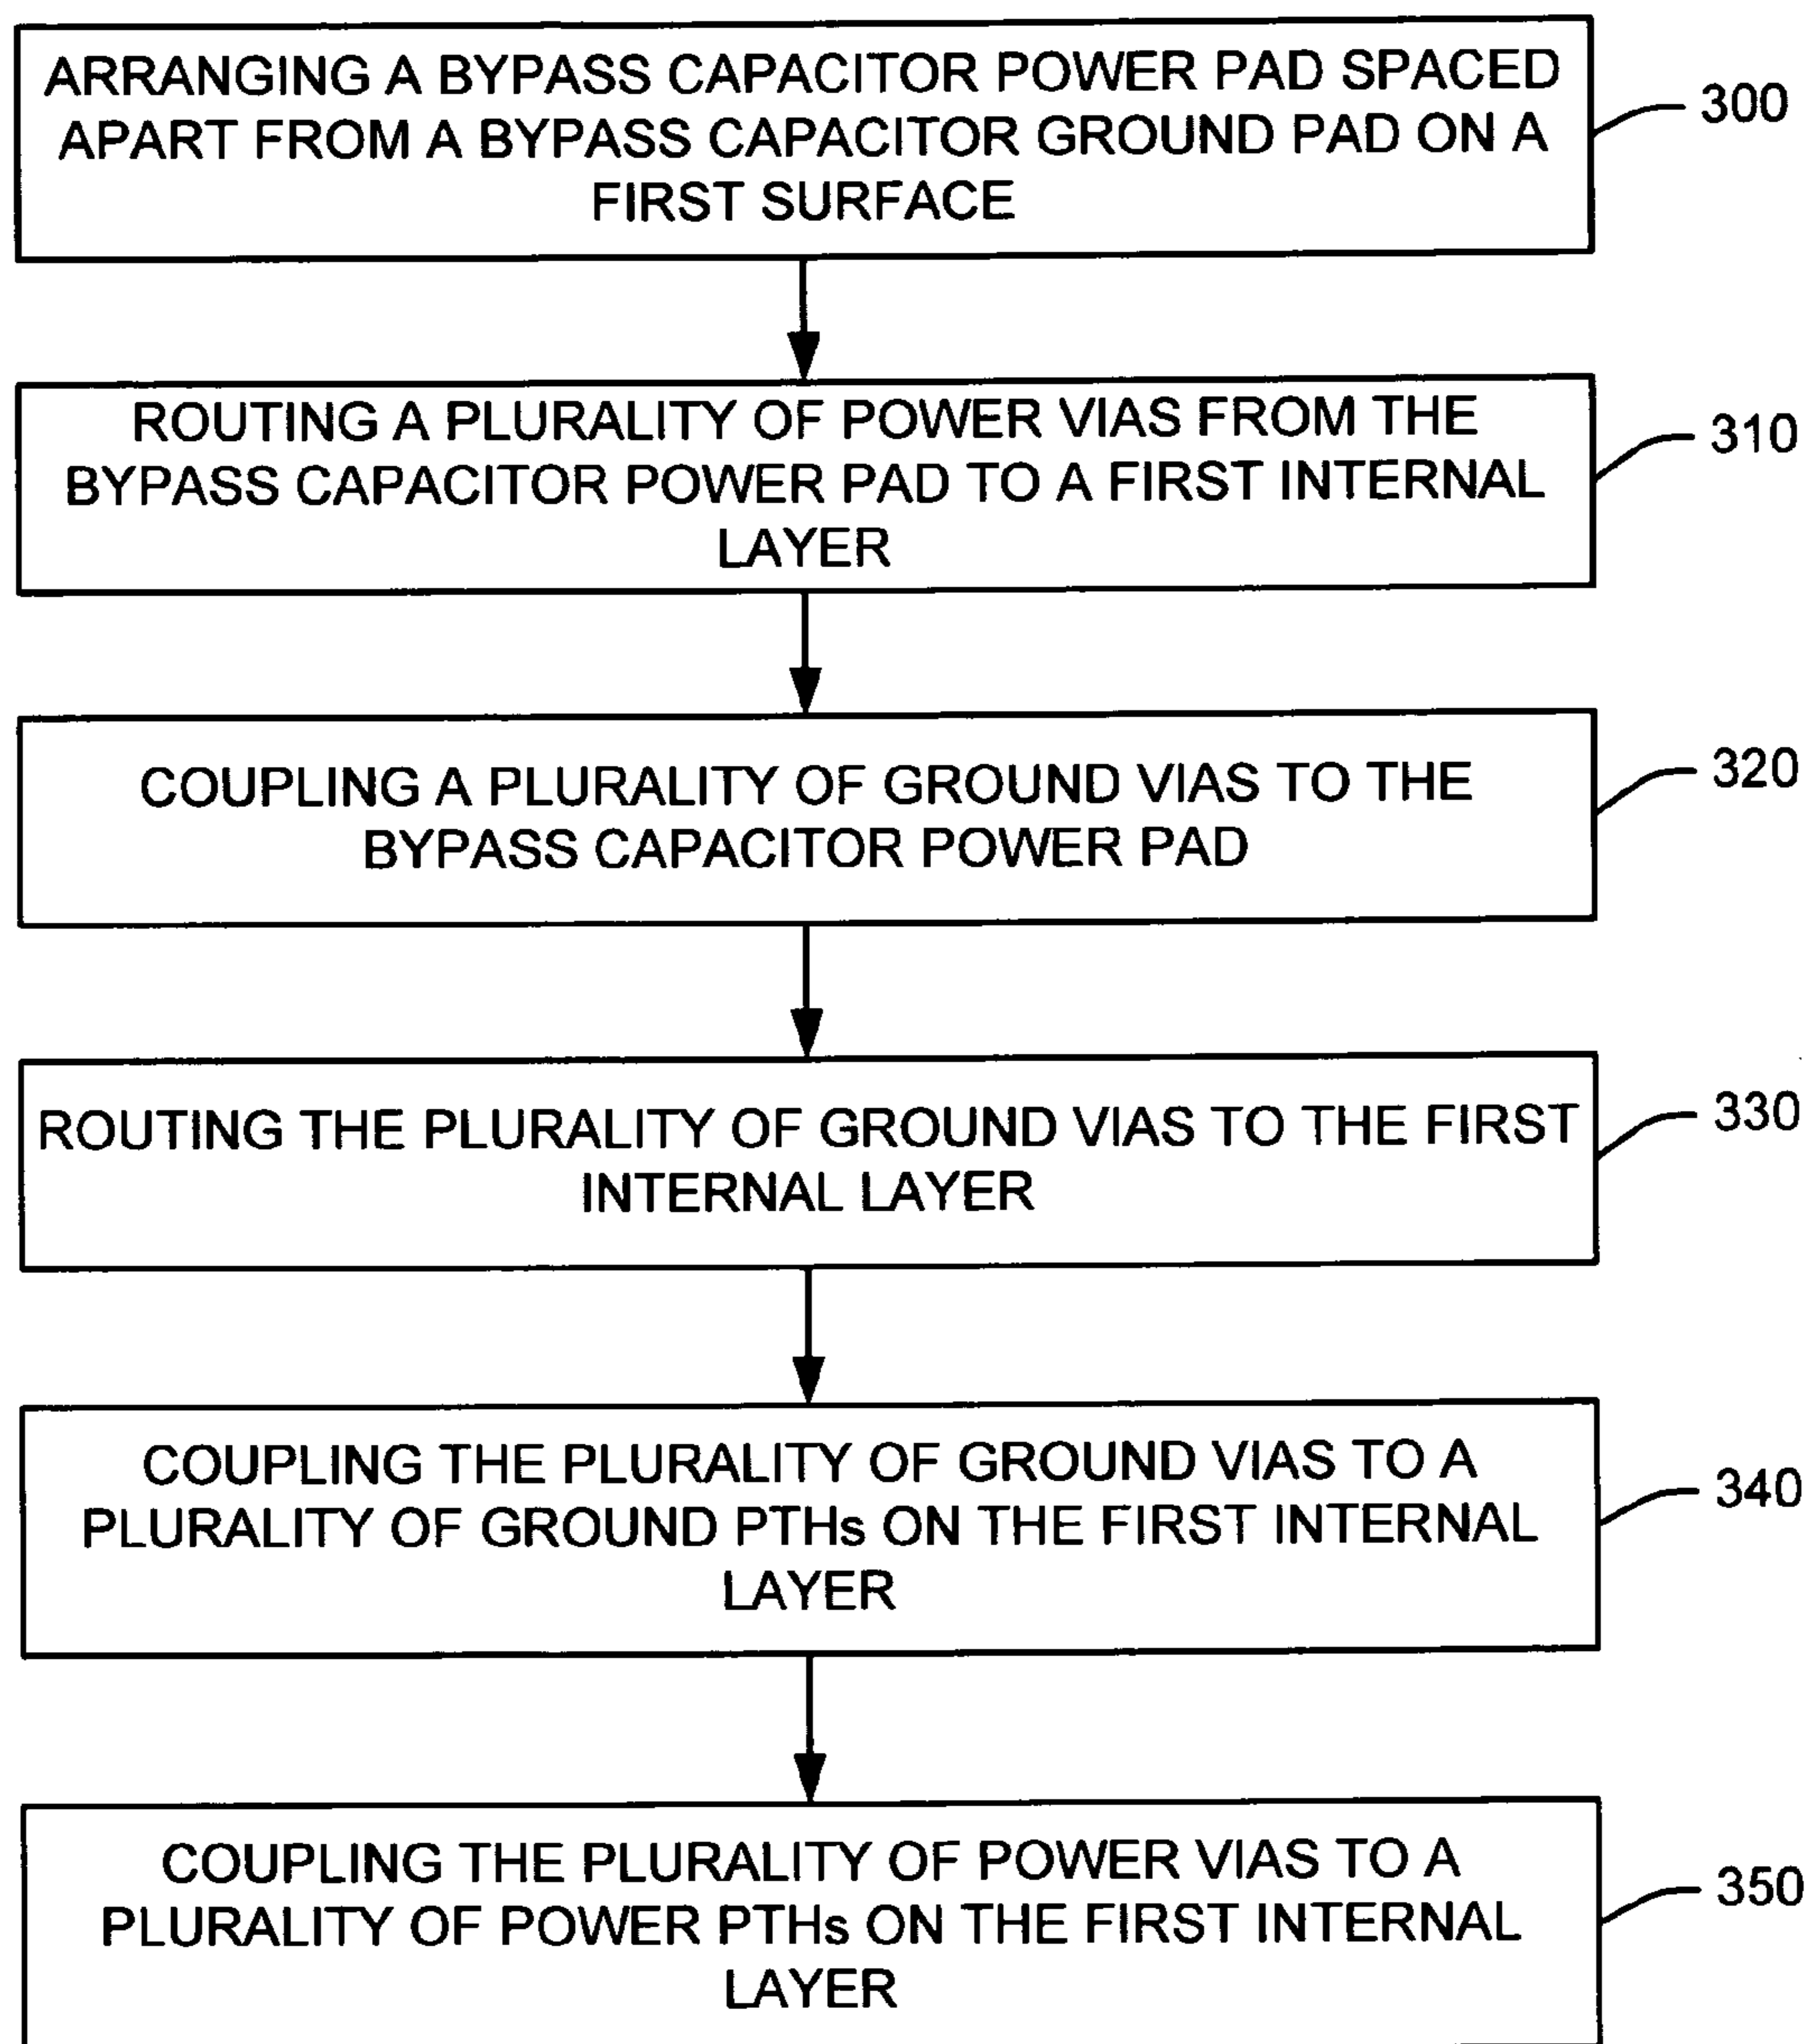 ARRANGING A BYPASS CAPACITOR POWER PAD SPACED
APART FROM A BYPASS CAPACITOR GROUND PAD ON A
FIRST SURFACE
300
ROUTING A PLURALITY OF POWER VIAS FROM THE
BYPASS CAPACITOR POWER PAD TO A FIRST INTERNAL
LAYER
310
COUPLING A PLURALITY OF GROUND VIAS TO THE
BYPASS CAPACITOR POWER PAD
320
ROUTING THE PLURALITY OF GROUND VIAS TO THE FIRST
INTERNAL LAYER
330
COUPLING THE PLURALITY OF GROUND VIAS TO A
PLURALITY OF GROUND PTHs ON THE FIRST INTERNAL
LAYER
340
COUPLING THE PLURALITY OF POWER VIAS TO A
PLURALITY OF POWER PTHs ON THE FIRST INTERNAL
LAYER
350